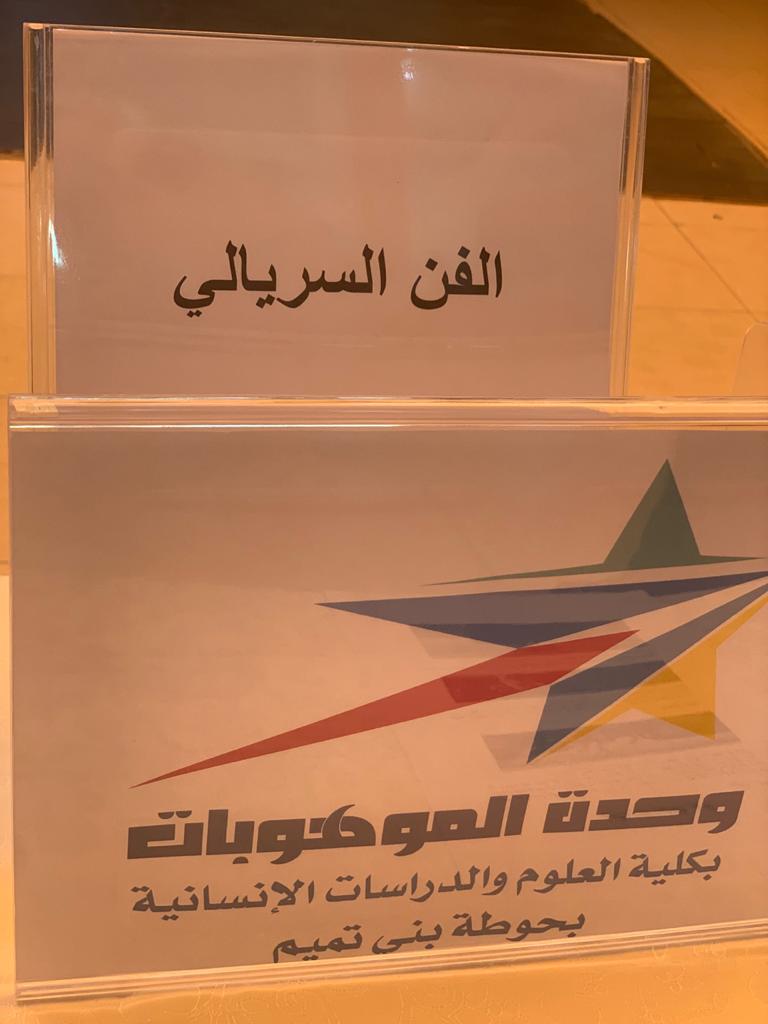 الفن السريالي
وحدة الموهوبات
بكلية العلوم والدراسات الإنسانية
بحوطة بني تميم